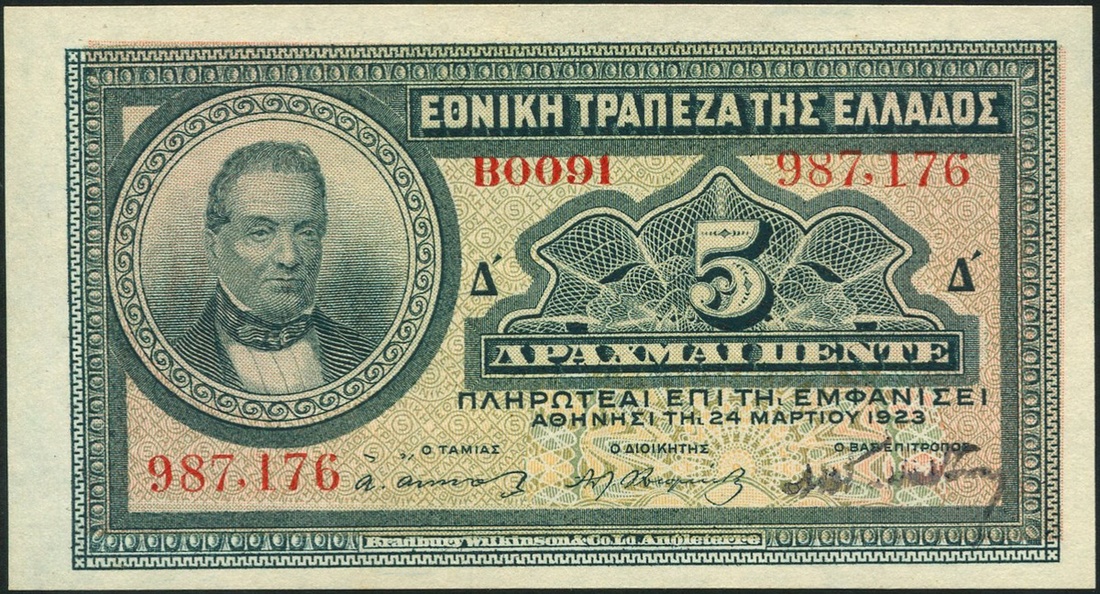 ΕΘΝΙΚΗ ΤΡΑΠΕΖΑ ΤΗΣ ΕΛΛΑΔΟΣ
Β0091 987,176
5
Δ΄ Δ΄
ΔΡΑΧΜΑΙ ΠΕΝΤΕ
ΠΛΗΡΩΤΕΑΙ ΕΠΙ ΤΗι ΕΜΦΑΝΙΣΕΙ
ΑΘΗΝΗΣΙ ΤΗι 24 ΜΑΡΤΙΟΥ 1923
Ο ΤΑΜΙΑΣ Ο ΔΙΟΙΚΗΤΗΣ Ο ΒΑΣ ΕΠΙΤΡΟΠΟΣ
987,176
Bradbury Wilkinson & Co Ld Angleterre